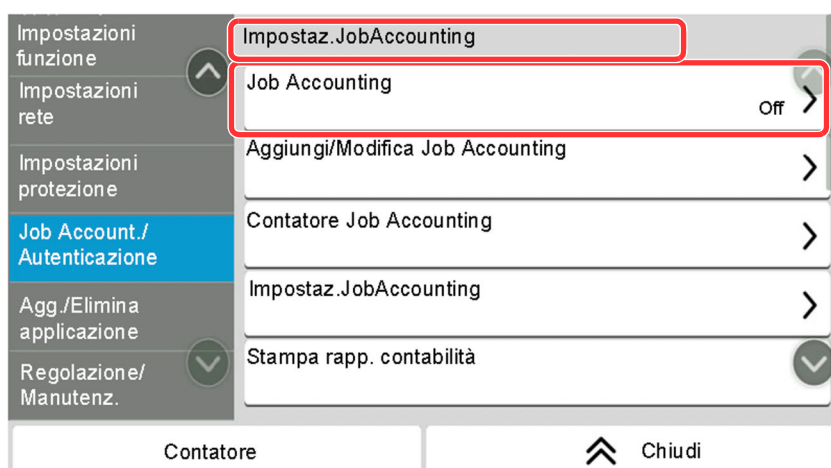 Impostazioni
funzione
Impostazioni
rete
Impostazioni
protezione
Job Account./
Autenticazione
Agg./Elimina
applicazione
Regolazione/
Manutenz.
Impostaz.JobAccounting
Job Accounting
Off
Aggiungi/Modifica Job Accounting
Contatore Job Accounting
Impostaz.JobAccounting
Stampa rapp. contabilità
Contatore
Chiudi